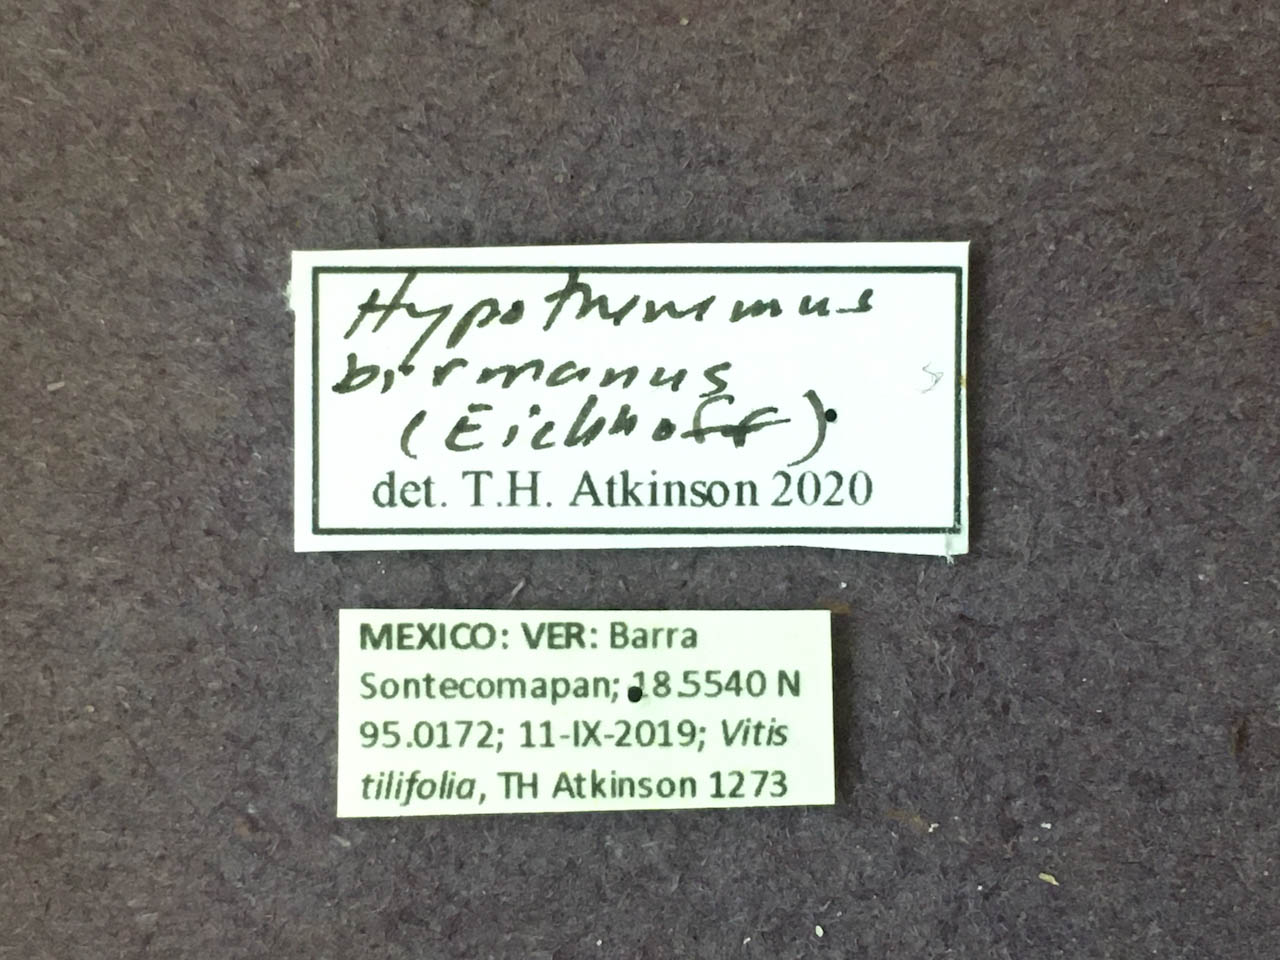 Hypothenemus
birmanus
(Eichhoff)
det. T.H. Atkinson 2020
MEXICO: VER: Barra
Sontecomapan; 18.5540 N
95.0172; 11-IX-2019; Vitis
tilifolia, TH Atkinson 1273